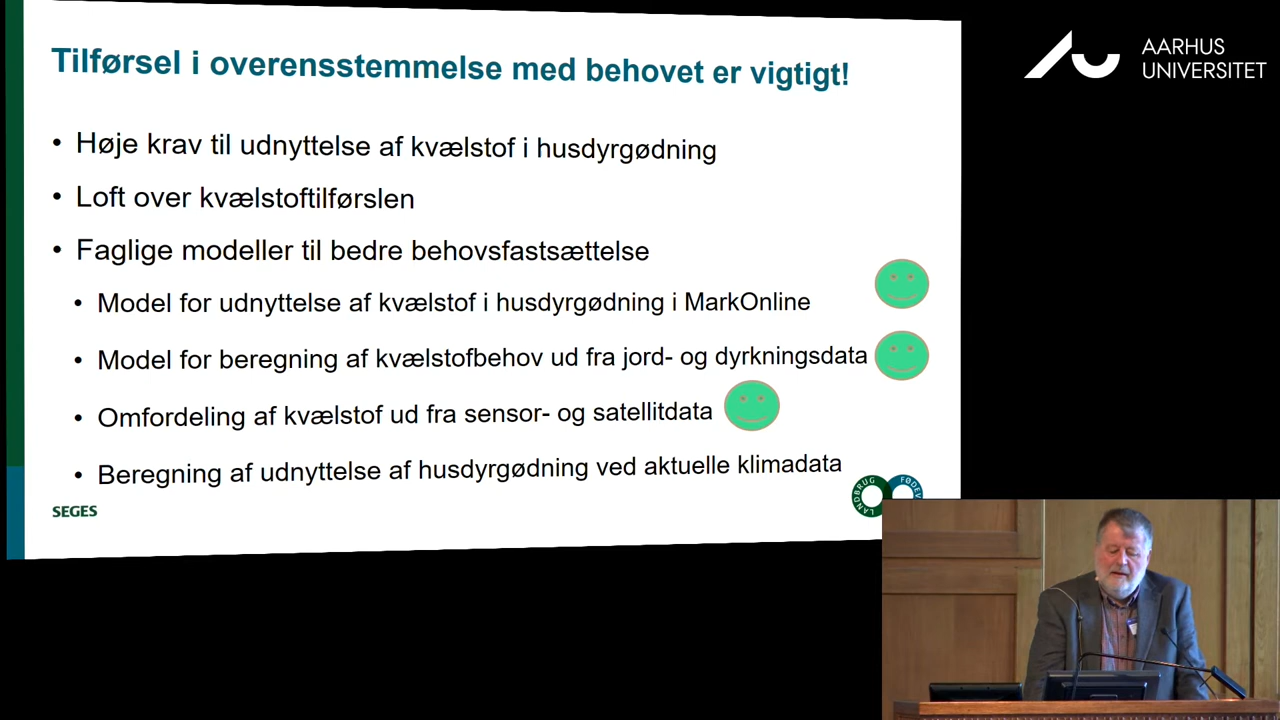 Tilførsel i overensstemmelse med behovet er vigtigt!
• Høje krav til udnyttelse af kvælstof i husdyrgødning
• Loft over kvælstoftilførslen
• Faglige modeller til bedre behovsfastsættelse
• Model for udnyttelse af kvælstof i husdyrgødning i MarkOnline
• Model for beregning af kvælstofbehov ud fra jord- og dyrkningsdata
• Omfordeling af kvælstof ud fra sensor- og satellitdata
• Beregning af udnyttelse af husdyrgødning ved aktuelle klimadata
SEGES
LANDBRUG FØDEV
AARHUS
UNIVERSITET